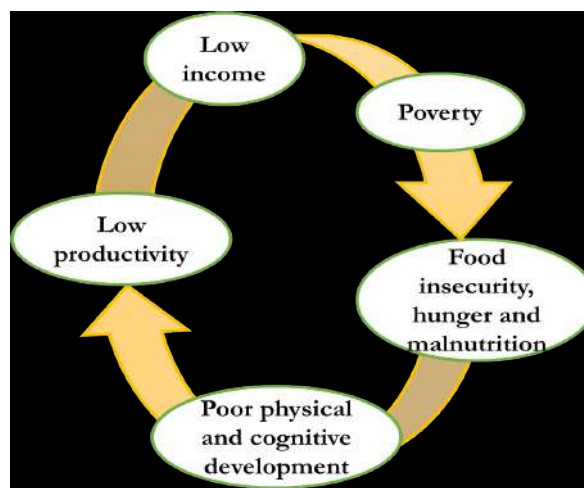 Low
income
Poverty
Food
insecurity,
hunger and
malnutrition
Poor physical
and cognitive
development
Low
productivity